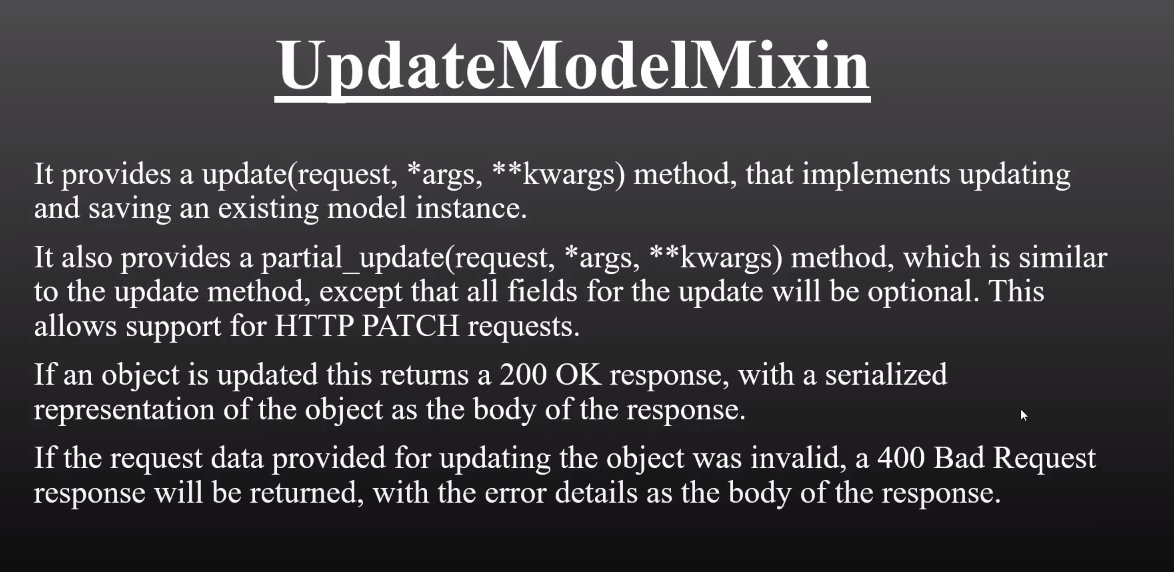 UpdateModelMixin
It provides a update(request, *args, **kwargs) method, that implements updating
and saving an existing model instance.
It also provides a partial_update(request, *args, **kwargs) method, which is similar
to the update method, except that all fields for the update will be optional. This
allows support for HTTP PATCH requests.
If an object is updated this returns a 200 OK response, with a serialized
representation of the object as the body of the response.
If the request data provided for updating the object was invalid, a 400 Bad Request
response will be returned, with the error details as the body of the response.